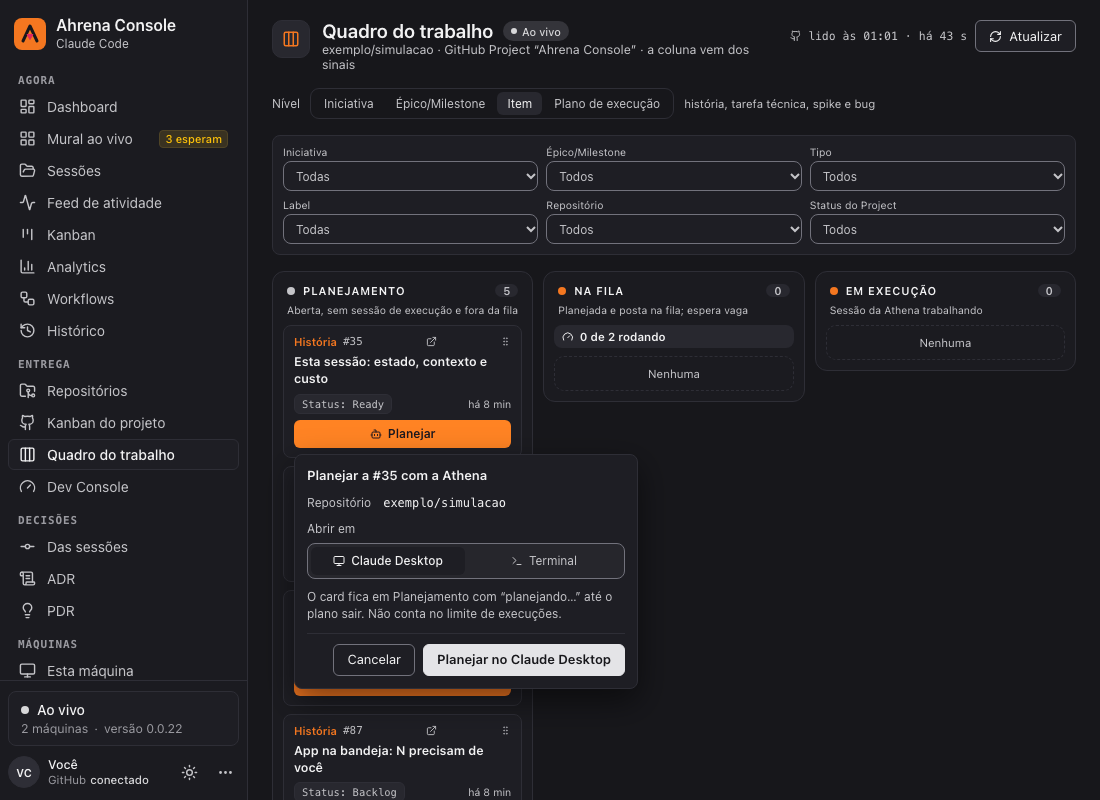 Ahrena Console
Claude Code
AGORA
Dashboard
Mural ao vivo
3 esperam
Sessões
Feed de atividade
Kanban
Analytics
Workflows
Histórico
ENTREGA
Repositórios
Kanban do projeto
Quadro do trabalho
Dev Console
DECISÕES
Das sessões
ADR
PDR
MÁQUINAS
Esta máquina
Ao vivo
2 máquinas · versão 0.0.22
VC
Você
GitHub conectado
Quadro do trabalho
Ao vivo
exemplo/simulacao · GitHub Project “Ahrena Console” · a coluna vem dos
sinais
lido às 01:01 · há 43 s
Atualizar
Nível
Iniciativa
Épico/Milestone
Item
Plano de execução
história, tarefa técnica, spike e bug
Iniciativa
Todas
Épico/Milestone
Todos
Tipo
Todos
Label
Todas
Repositório
Todos
Status do Project
Todos
PLANEJAMENTO
5
Aberta, sem sessão de execução e fora da fila
História #35
Esta sessão: estado, contexto e
custo
Status: Ready
há 8 min
Planejar
Planejar a #35 com a Athena
Repositório exemplo/simulacao
Abrir em
Claude Desktop
Terminal
O card fica em Planejamento com “planejando…” até o
plano sair. Não conta no limite de execuções.
Cancelar
Planejar no Claude Desktop
História #87
App na bandeja: N precisam de
você
Status: Backlog
há 8 min
NA FILA
0
Planejada e posta na fila; espera vaga
0 de 2 rodando
Nenhuma
EM EXECUÇÃO
0
Sessão da Athena trabalhando
Nenhuma